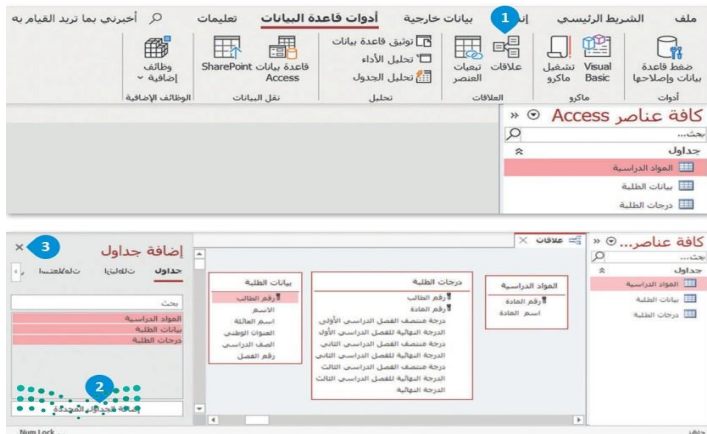 ملف الشريط الرئيسي بيانات خارجية أدوات قاعدة البيانات تعليمات أخبرني بما تريد القيام به
1
ضغط قاعدة بيانات وإصلاحها
Visual Basic
تشغيل ماكرو
علاقات
تبعيات العنصر
توثيق قاعدة بيانات
تحليل الأداء
تحليل الجدول
قاعدة بيانات Access
SharePoint
وظائف إضافية
أدوات ماكرو العلاقات تحليل نقل البيانات الوظائف الإضافية
كافة عناصر Access
بحث...
جداول
المواد الدراسية
بيانات الطلبة
درجات الطلبة
كافة عناصر...
بحث...
جداول
المواد الدراسية
بيانات الطلبة
درجات الطلبة
علاقات
المواد الدراسية
رقم المادة
اسم المادة
درجات الطلبة
رقم الطالب
رقم المادة
درجة منتصف الفصل الدراسي الأولى
الدرجة النهائية للفصل الدراسي الأول
درجة منتصف الفصل الدراسي الثاني
الدرجة النهائية للفصل الدراسي الثاني
درجة منتصف الفصل الدراسي الثالث
الدرجة النهائية للفصل الدراسي الثالث
الدرجة النهائية
بيانات الطلبة
رقم الطالب
الاسم
اسم العائلة
العنوان الوطني
الصف الدراسي
رقم الفصل
3
إضافة جداول
جداول
بحث
المواد الدراسية
بيانات الطلبة
درجات الطلبة
2
إضافة الجداول المحددة
Num Lock
جاهز